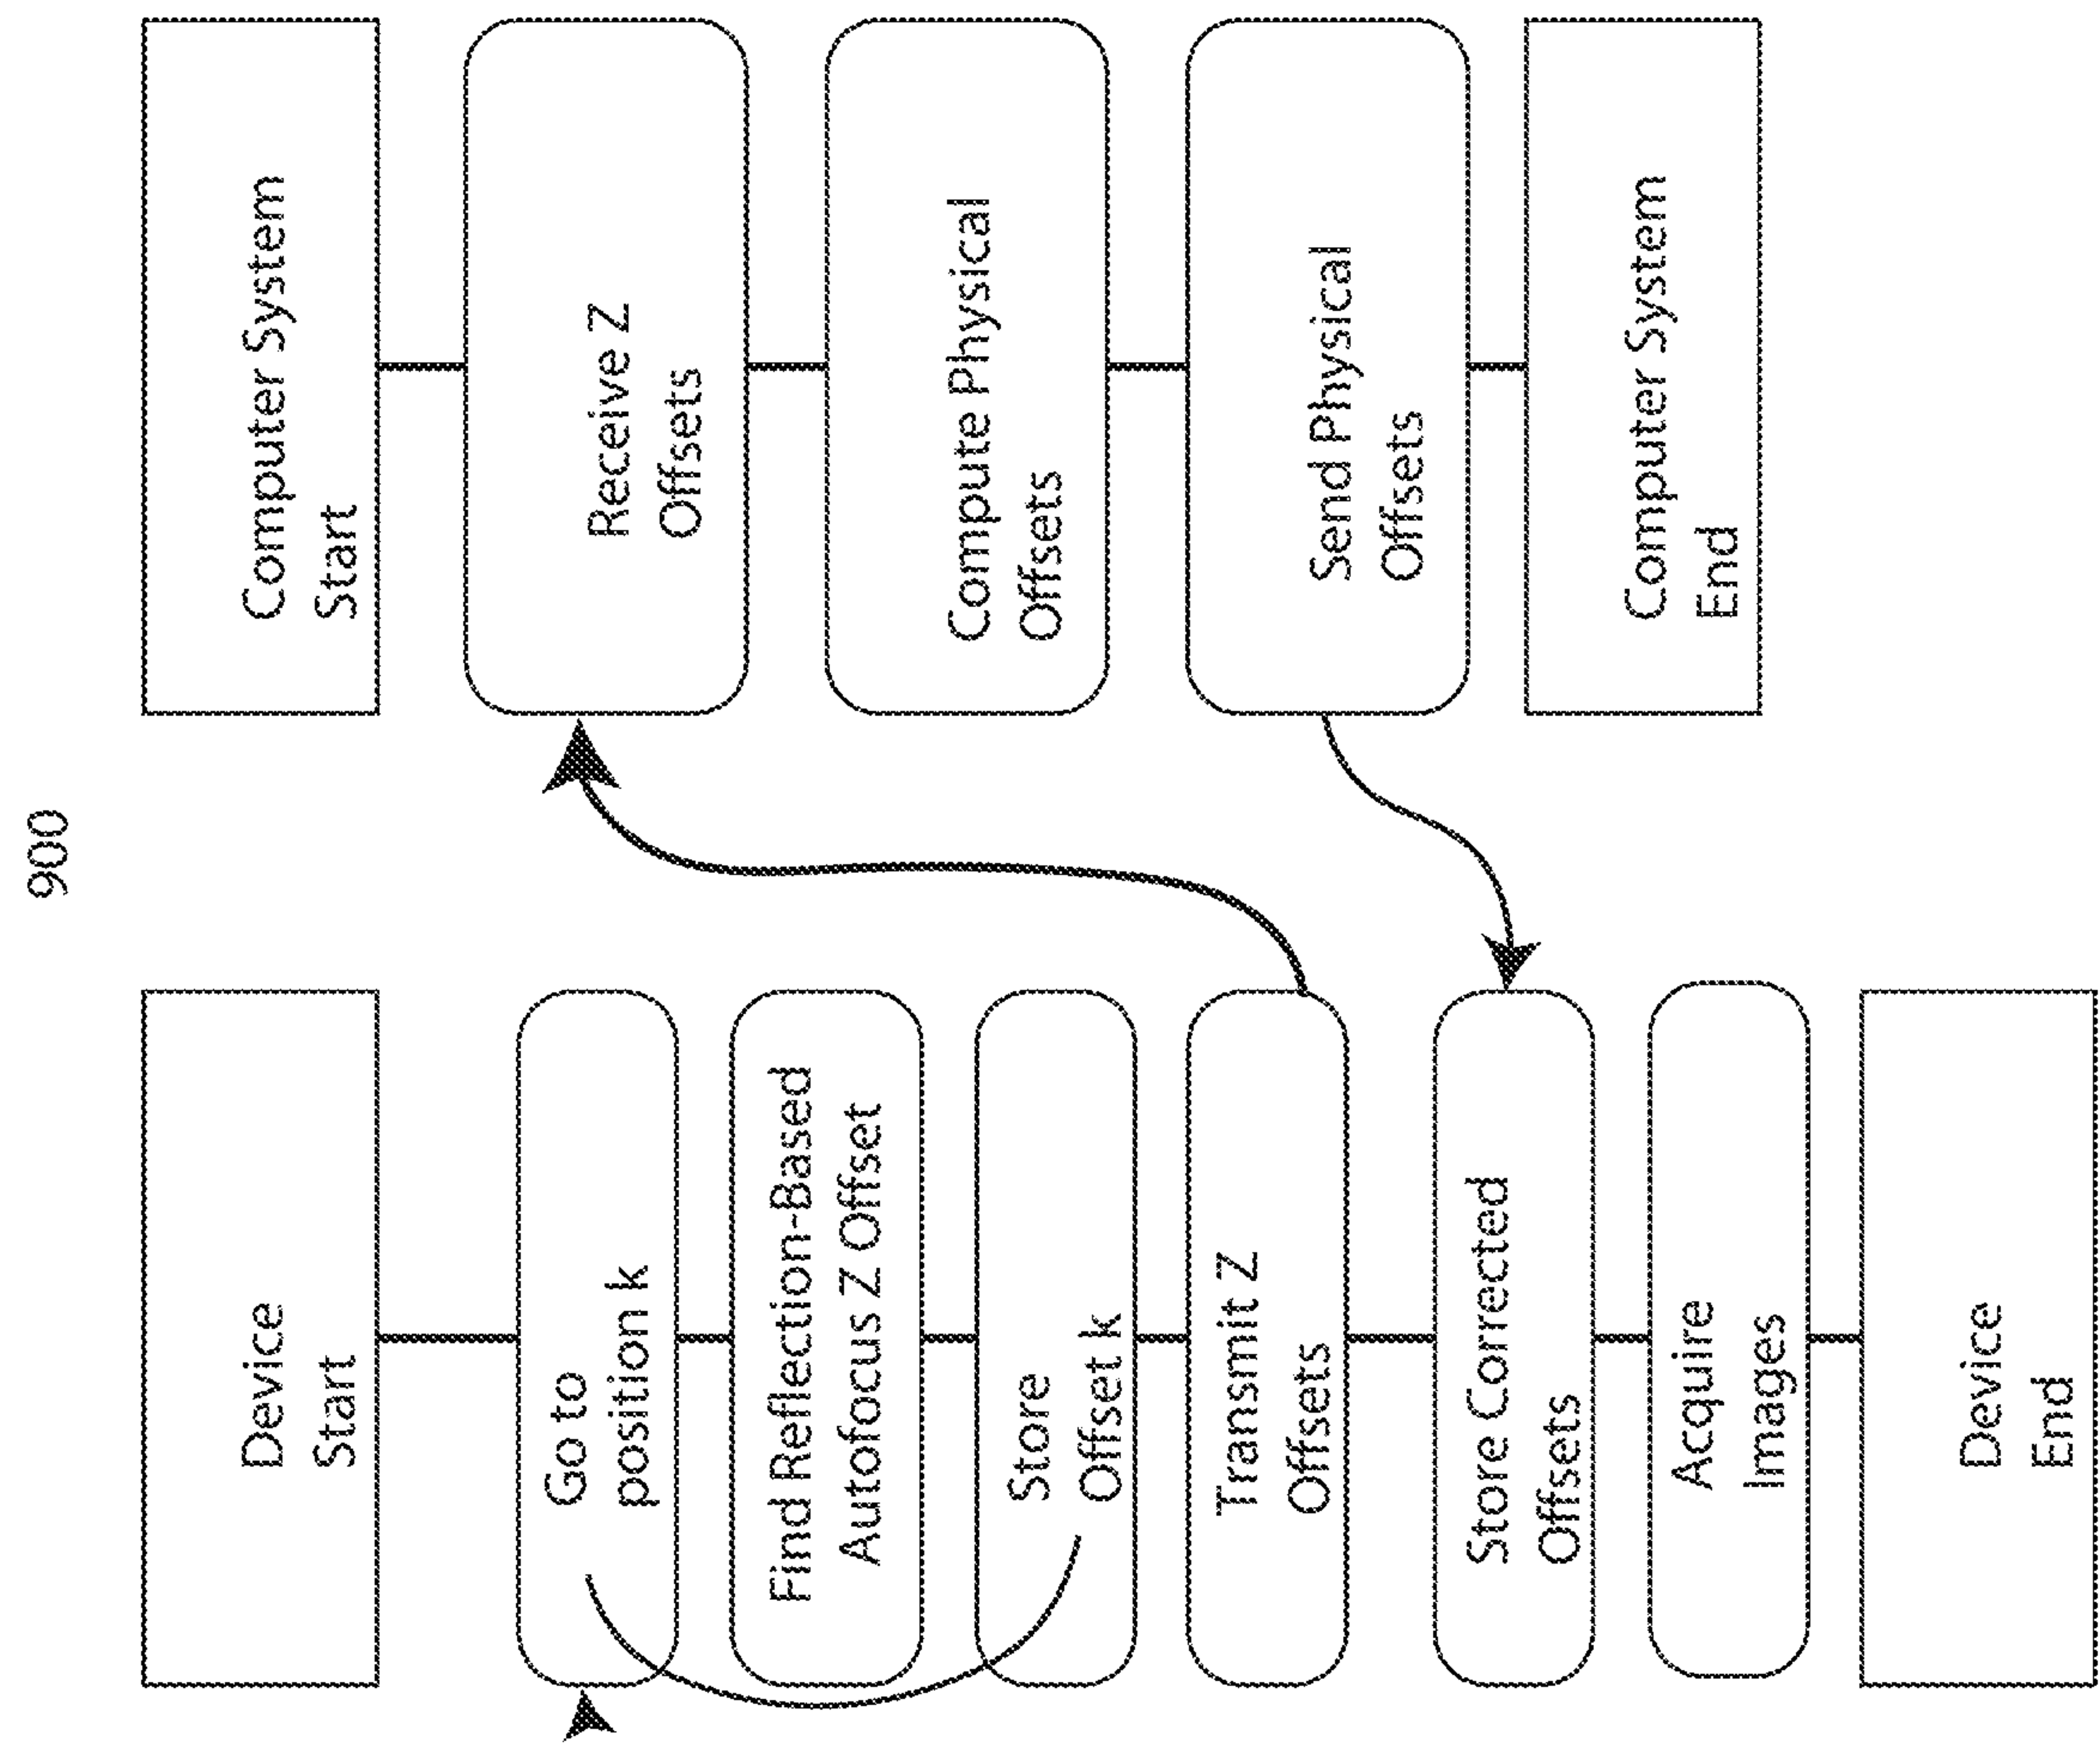 900
Computer System
Start
Receive Z
Offsets
Compute Physical
Offsets
Send Physical
Offsets
Computer System
End
Device
Start
Go to
position k
Find Reflection-Based
Autofocus Z Offset
Store
Offset k
Transmit Z
Offsets
Store Corrected
Offsets
Acquire
Images
Device
End